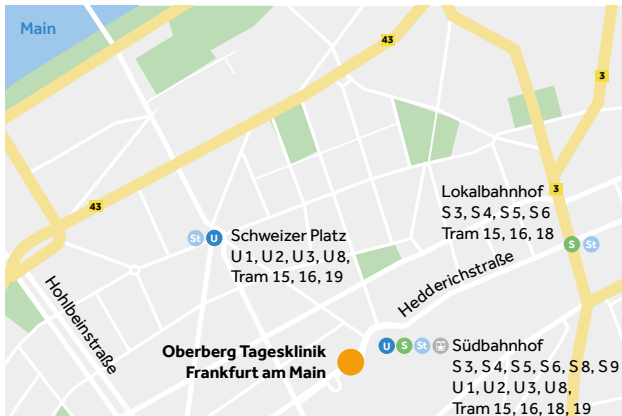 Main
43
3
43
Lokalbahnhof
S 3, S 4, S 5, S 6
Tram 15, 16, 18
3
S St
St U
Schweizer Platz
U 1, U 2, U 3, U 8,
Tram 15, 16, 19
Hohlbeinstraße
Hedderichstraße
Oberberg Tagesklinik
Frankfurt am Main
U S St
Südbahnhof
S 3, S 4, S 5, S 6, S 8, S 9
U 1, U 2, U 3, U 8,
Tram 15, 16, 18, 19